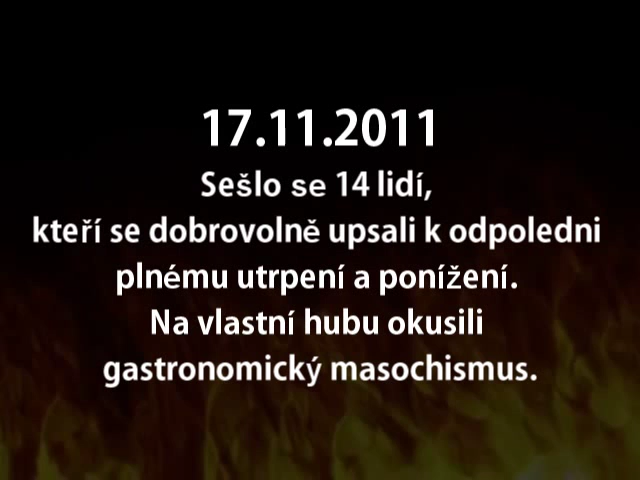 17.11.2011
Sešlo se 14 lidí,
kteří se dobrovolně upsali k odpoledni
plnému utrpení a ponížení.
Na vlastní hubu okusili
gastronomický masochismus.